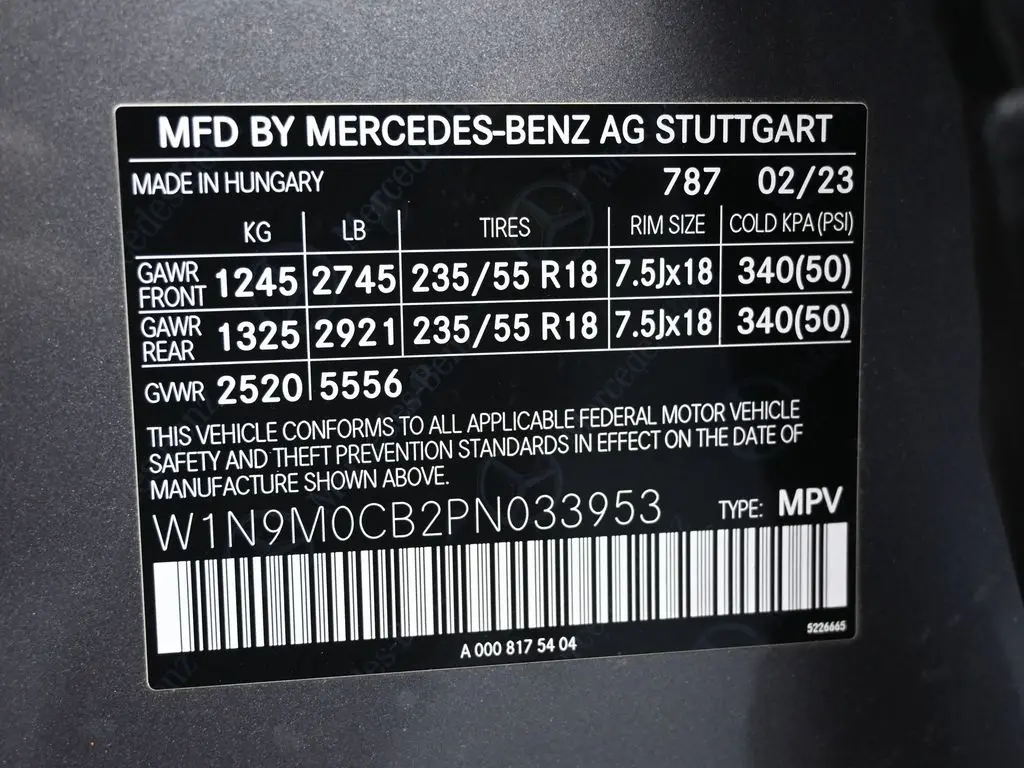 MFD BY MERCEDES-BENZ AG STUTTGART
MADE IN HUNGARY 787 02/23
KG LB TIRES RIM SIZE COLD KPA (PSI)
GAWR FRONT 1245 2745 235/55 R18 7.5Jx18 340(50)
GAWR REAR 1325 2921 235/55 R18 7.5Jx18 340(50)
GVWR 2520 5556
THIS VEHICLE CONFORMS TO ALL APPLICABLE FEDERAL MOTOR VEHICLE
SAFETY AND THEFT PREVENTION STANDARDS IN EFFECT ON THE DATE OF
MANUFACTURE SHOWN ABOVE.
W1N9M0CB2PN033953 TYPE: MPV
5226665
A 000 817 54 04